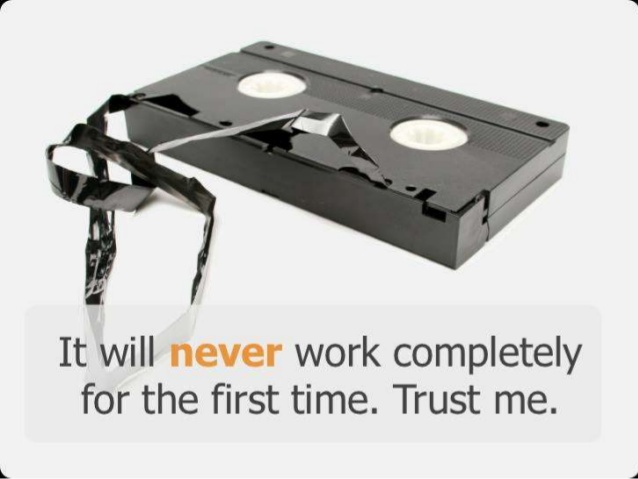 It will never work completely
for the first time. Trust me.